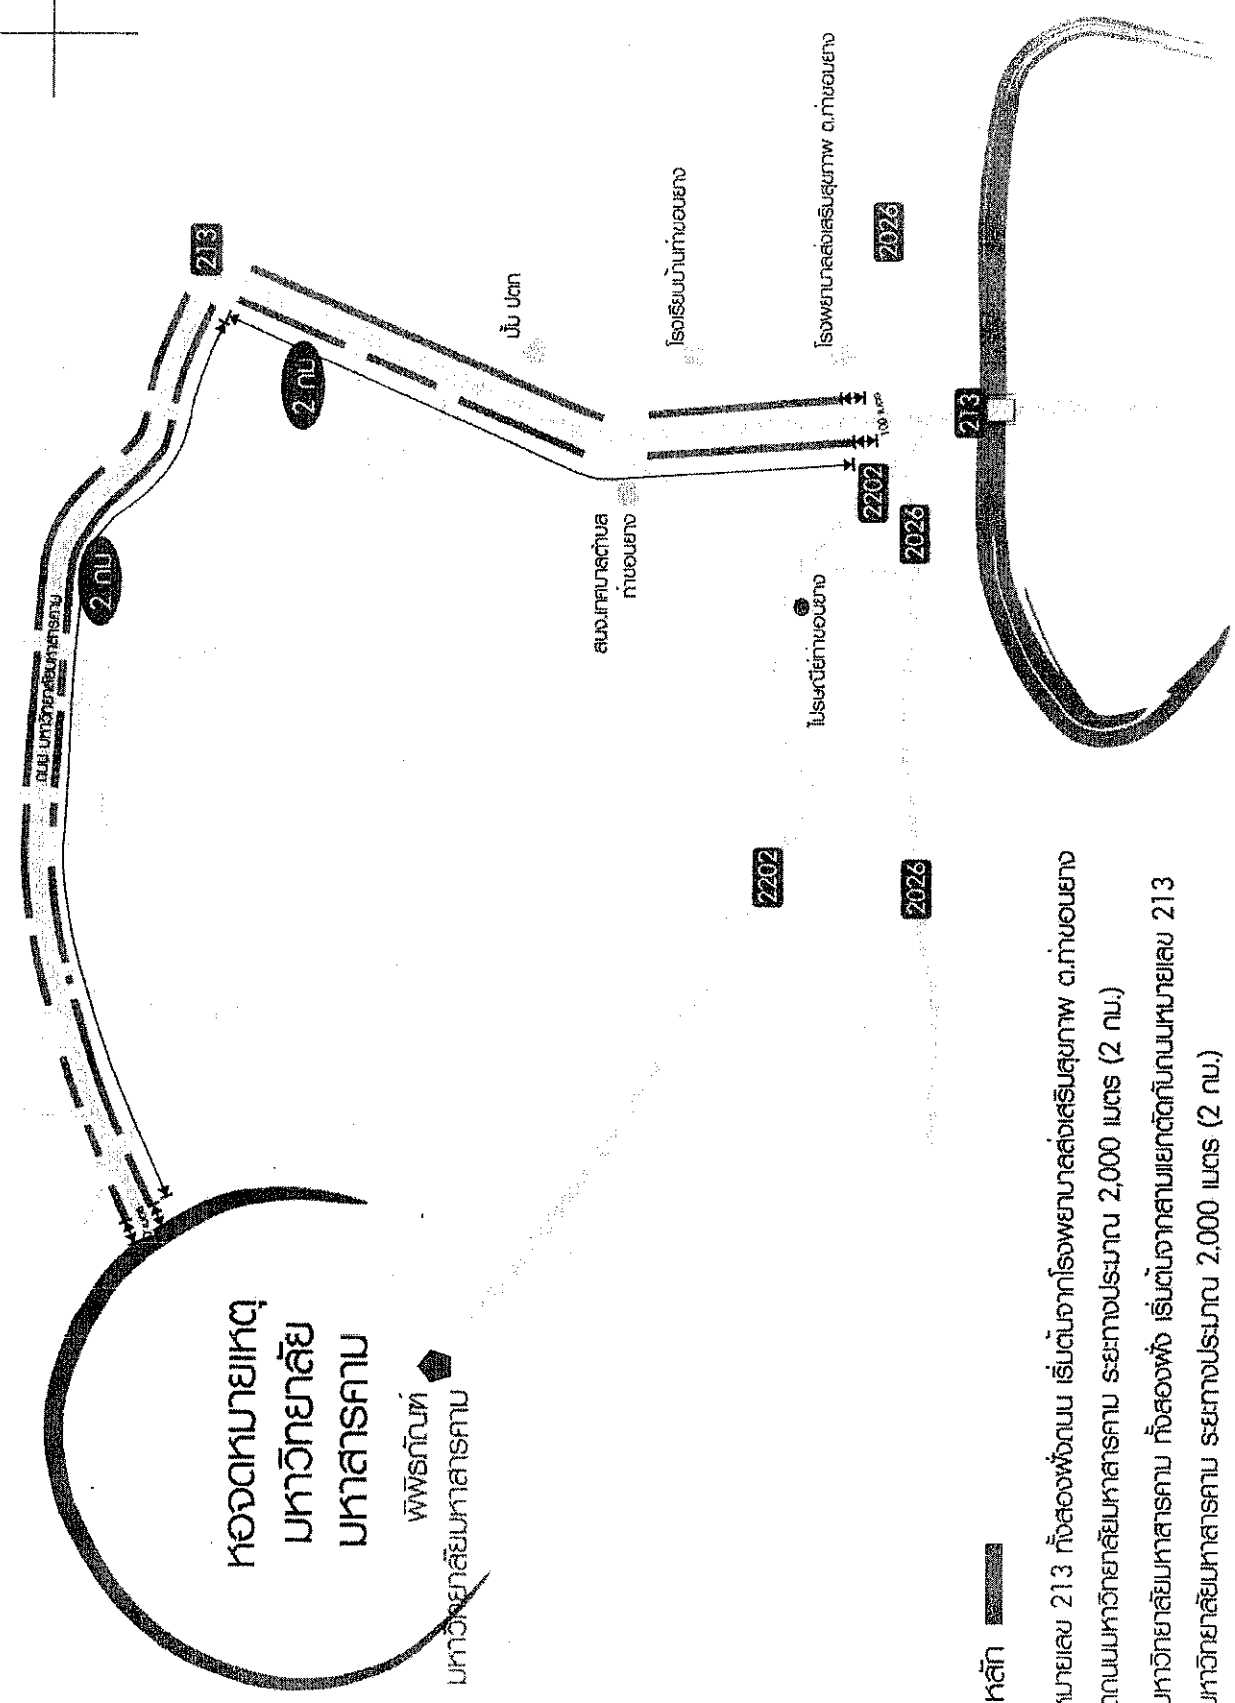 213
2 กม
2 กม
ถนน มหาวิทยาลัยมหาสารคาม
ปั๊ม ปตท
โรงเรียนบ้านท่าขอนยาง
โรงพยาบาลส่งเสริมสุขภาพ ต.ท่าขอนยาง
2026
สนง.เทศบาลตำบล
ท่าขอนยาง
100 เมตร
213
2202
2026
ไปรษณีย์ท่าขอนยาง
2202
2026
หอจดหมายเหตุ
มหาวิทยาลัย
มหาสารคาม
พิพิธภัณฑ์
มหาวิทยาลัยมหาสารคาม
หลัก
หมายเลข 213 ทั้งสองฝั่งถนน เริ่มต้นจากโรงพยาบาลส่งเสริมสุขภาพ ต.ท่าขอนยาง
ถนนมหาวิทยาลัยมหาสารคาม ระยะทางประมาณ 2,000 เมตร (2 กม.)
มหาวิทยาลัยมหาสารคาม ทั้งสองฝั่ง เริ่มต้นจากสามแยกตัดกับถนนหมายเลข 213
มหาวิทยาลัยมหาสารคาม ระยะทางประมาณ 2,000 เมตร (2 กม.)